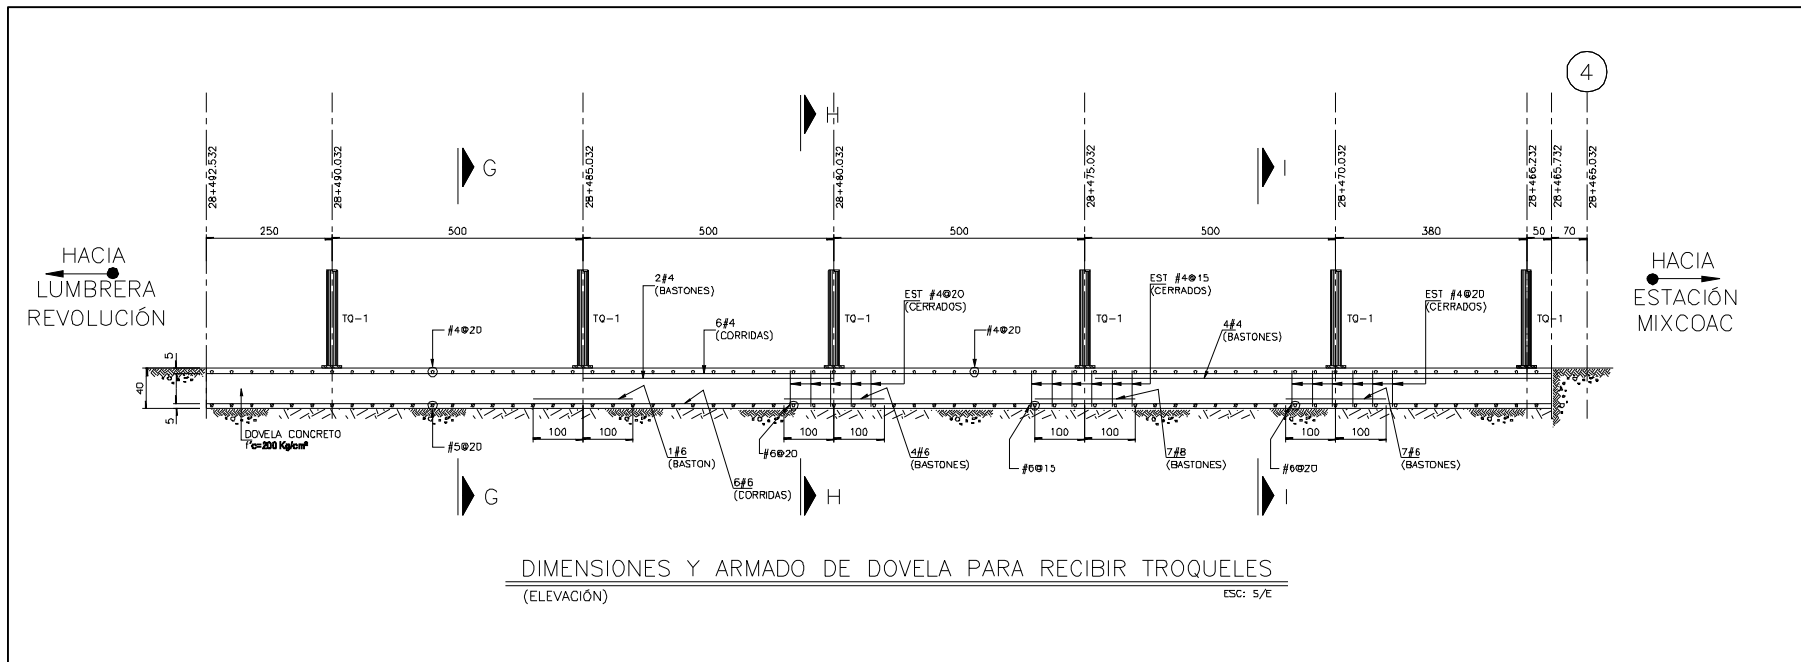 4
H
G
I
28+492.532
28+490.032
28+485.032
28+480.032
28+475.032
28+470.032
28+466.232
28+465.732
28+465.032
250
500
500
500
500
380
50
70
HACIA
LUMBRERA
REVOLUCIÓN
HACIA
ESTACIÓN
MIXCOAC
2#4
(BASTONES)
EST #4@20
(CERRADOS)
EST #4@15
(CERRADOS)
EST #4@20
(CERRADOS)
TQ-1
TQ-1
TQ-1
TQ-1
TQ-1
TQ-1
#4@20
6#4
(CORRIDAS)
#4@20
4#4
(BASTONES)
5
40
5
DOVELA CONCRETO
f'c=200 Kg/cm²
#5@20
100
100
100
100
100
100
100
100
1#6
(BASTON)
#6@20
4#6
(BASTONES)
#6@15
7#8
(BASTONES)
#6@20
7#6
(BASTONES)
6#6
(CORRIDAS)
G
H
I
DIMENSIONES Y ARMADO DE DOVELA PARA RECIBIR TROQUELES
(ELEVACIÓN)
ESC: S/E